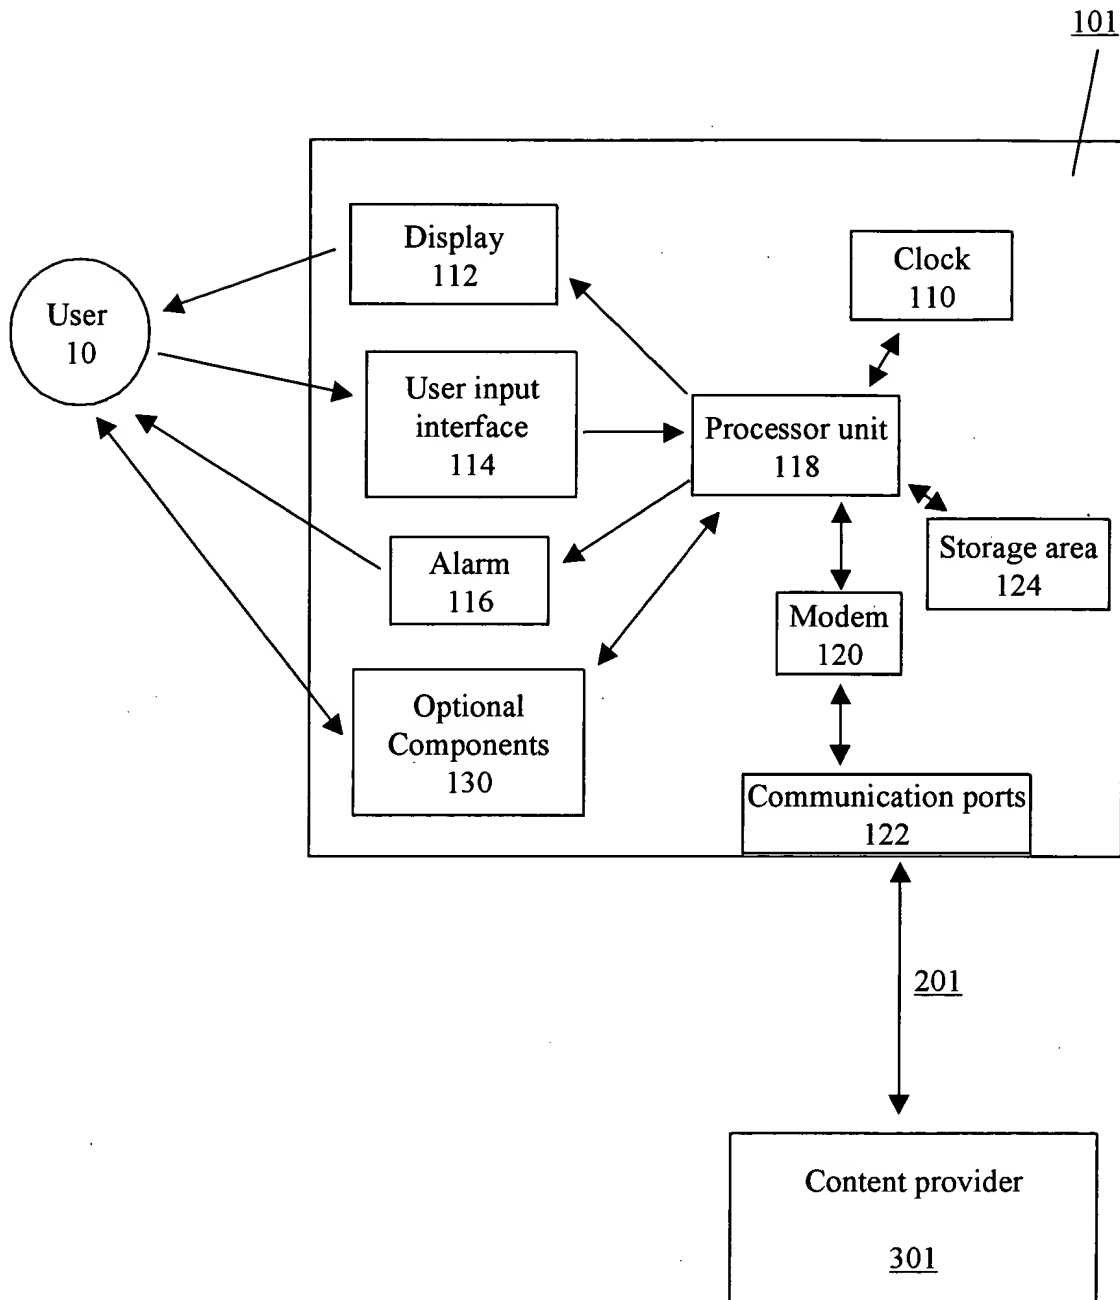 101
Display
112
Clock
110
User
10
User input
interface
114
Processor unit
118
Alarm
116
Storage area
124
Modem
120
Optional
Components
130
Communication ports
122
201
Content provider
301